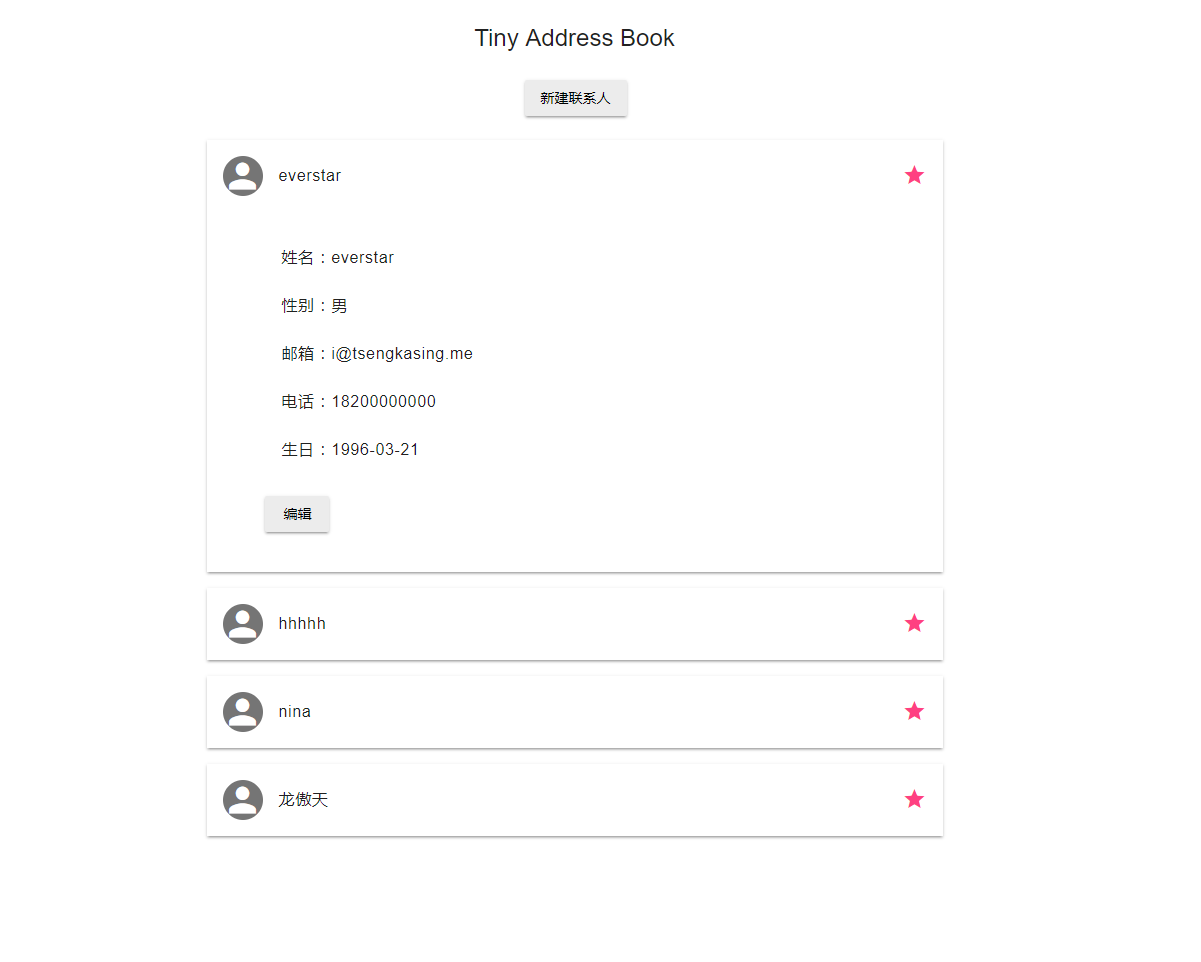 Tiny Address Book
新建联系人
everstar
姓名：everstar
性别：男
邮箱：i@tsengkasing.me
电话：18200000000
生日：1996-03-21
编辑
hhhhh
nina
龙傲天